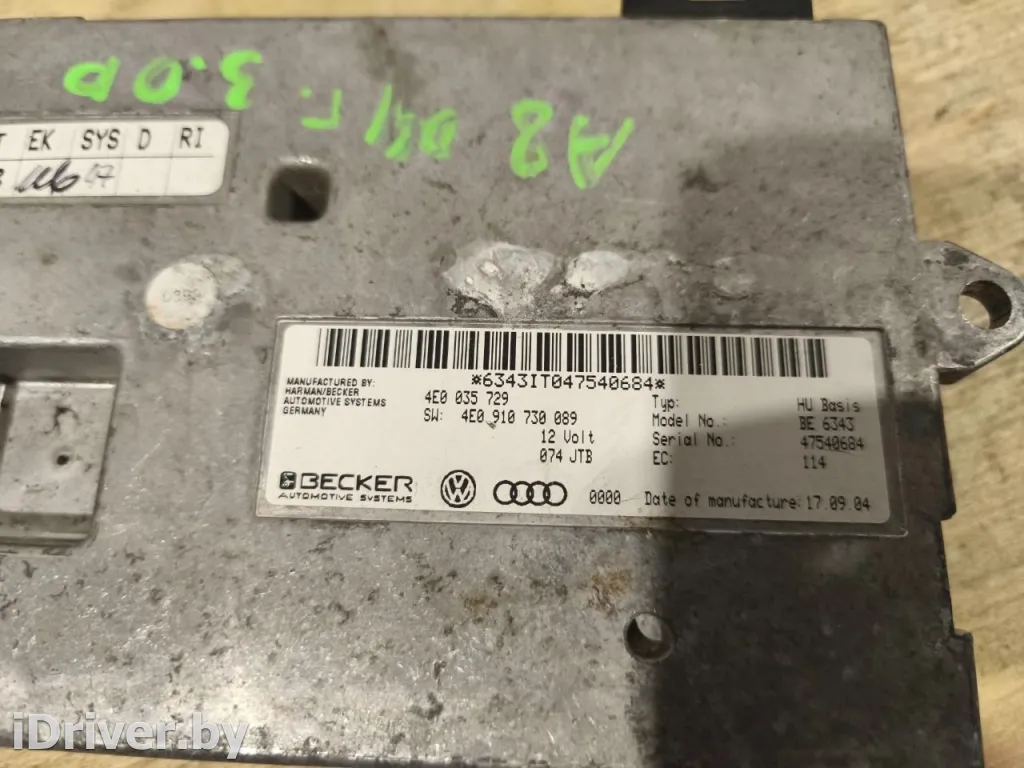 3.0D
A8 04г.
T EK SYS D RI
47
*6343IT047540684*
MANUFACTURED BY:
HARMAN/BECKER
AUTOMOTIVE SYSTEMS
GERMANY
4E0 035 729
SW: 4E0 910 730 089
12 Volt
074 JTB
Typ: HU Basis
Model No.: BE 6343
Serial No.: 47540684
EC: 114
BECKER
AUTOMOTIVE SYSTEMS
0000 Date of manufacture: 17.09.04
iDriver.by